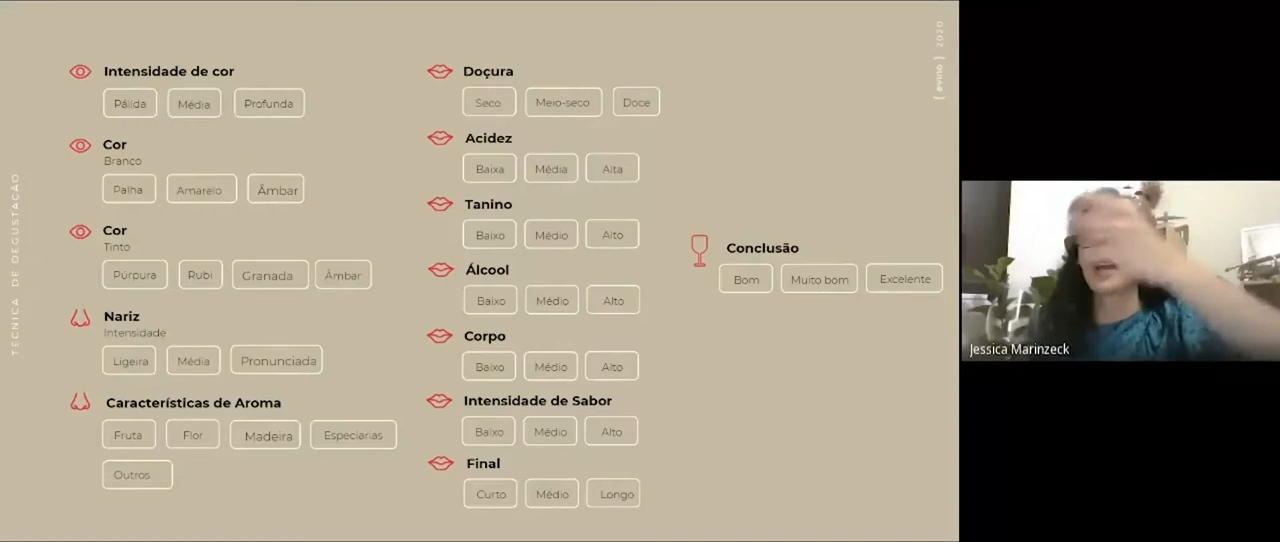 TÉCNICA DE DEGUSTAÇÃO
Intensidade de cor
Pálida Média Profunda
Cor
Branco
Palha Amarelo Âmbar
Cor
Tinto
Púrpura Rubi Granada Âmbar
Nariz
Intensidade
Ligeira Média Pronunciada
Características de Aroma
Fruta Flor Madeira Especiarias
Outros
Doçura
Seco Meio-seco Doce
Acidez
Baixa Média Alta
Tanino
Baixo Médio Alto
Álcool
Baixo Médio Alto
Corpo
Baixo Médio Alto
Intensidade de Sabor
Baixo Médio Alto
Final
Curto Médio Longo
Conclusão
Bom Muito bom Excelente
{ evino } 2020
Jessica Marinzeck